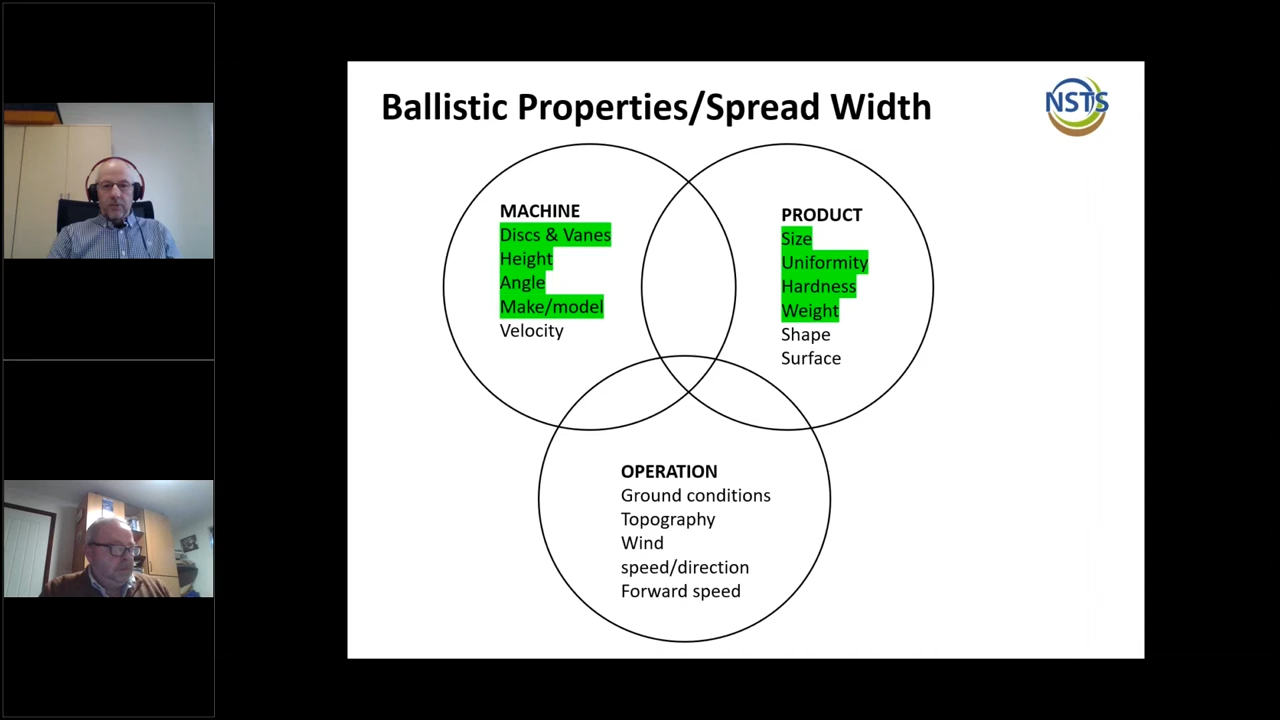 Ballistic Properties/Spread Width
NSTS
MACHINE
Discs & Vanes
Height
Angle
Make/model
Velocity
PRODUCT
Size
Uniformity
Hardness
Weight
Shape
Surface
OPERATION
Ground conditions
Topography
Wind
speed/direction
Forward speed